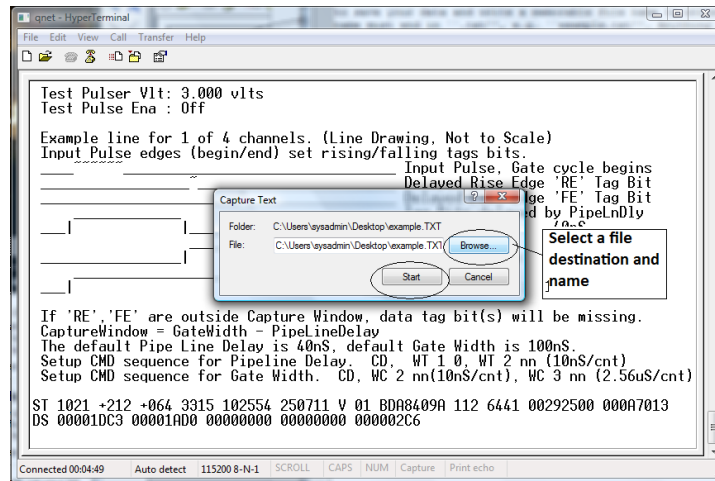 qnet - HyperTerminal
File Edit View Call Transfer Help
Test Pulser Vlt: 3.000 vlts
Test Pulse Ena : Off
Example line for 1 of 4 channels. (Line Drawing, Not to Scale)
Input Pulse edges (begin/end) set rising/falling tags bits.
Input Pulse, Gate cycle begins
Delayed Rise Edge 'RE' Tag Bit
ge 'FE' Tag Bit
d by PipeLnDly
Capture Text
Folder: C:\Users\sysadmin\Desktop\example.TXT
File: C:\Users\sysadmin\Desktop\example.TXT Browse...
Start Cancel
Select a file
destination and
name
If 'RE','FE' are outside Capture Window, data tag bit(s) will be missing.
CaptureWindow = GateWidth - PipeLineDelay
The default Pipe Line Delay is 40nS, default Gate Width is 100nS.
Setup CMD sequence for Pipeline Delay. CD, WT 1 0, WT 2 nn (10nS/cnt)
Setup CMD sequence for Gate Width. CD, WC 2 nn(10nS/cnt), WC 3 nn (2.56uS/cnt)
ST 1021 +212 +064 3315 102554 250711 V 01 BDA8409A 112 6441 00292500 000A7013
DS 00001DC3 00001AD0 00000000 00000000 000002C6
Connected 00:04:49 Auto detect 115200 8-N-1 SCROLL CAPS NUM Capture Print echo